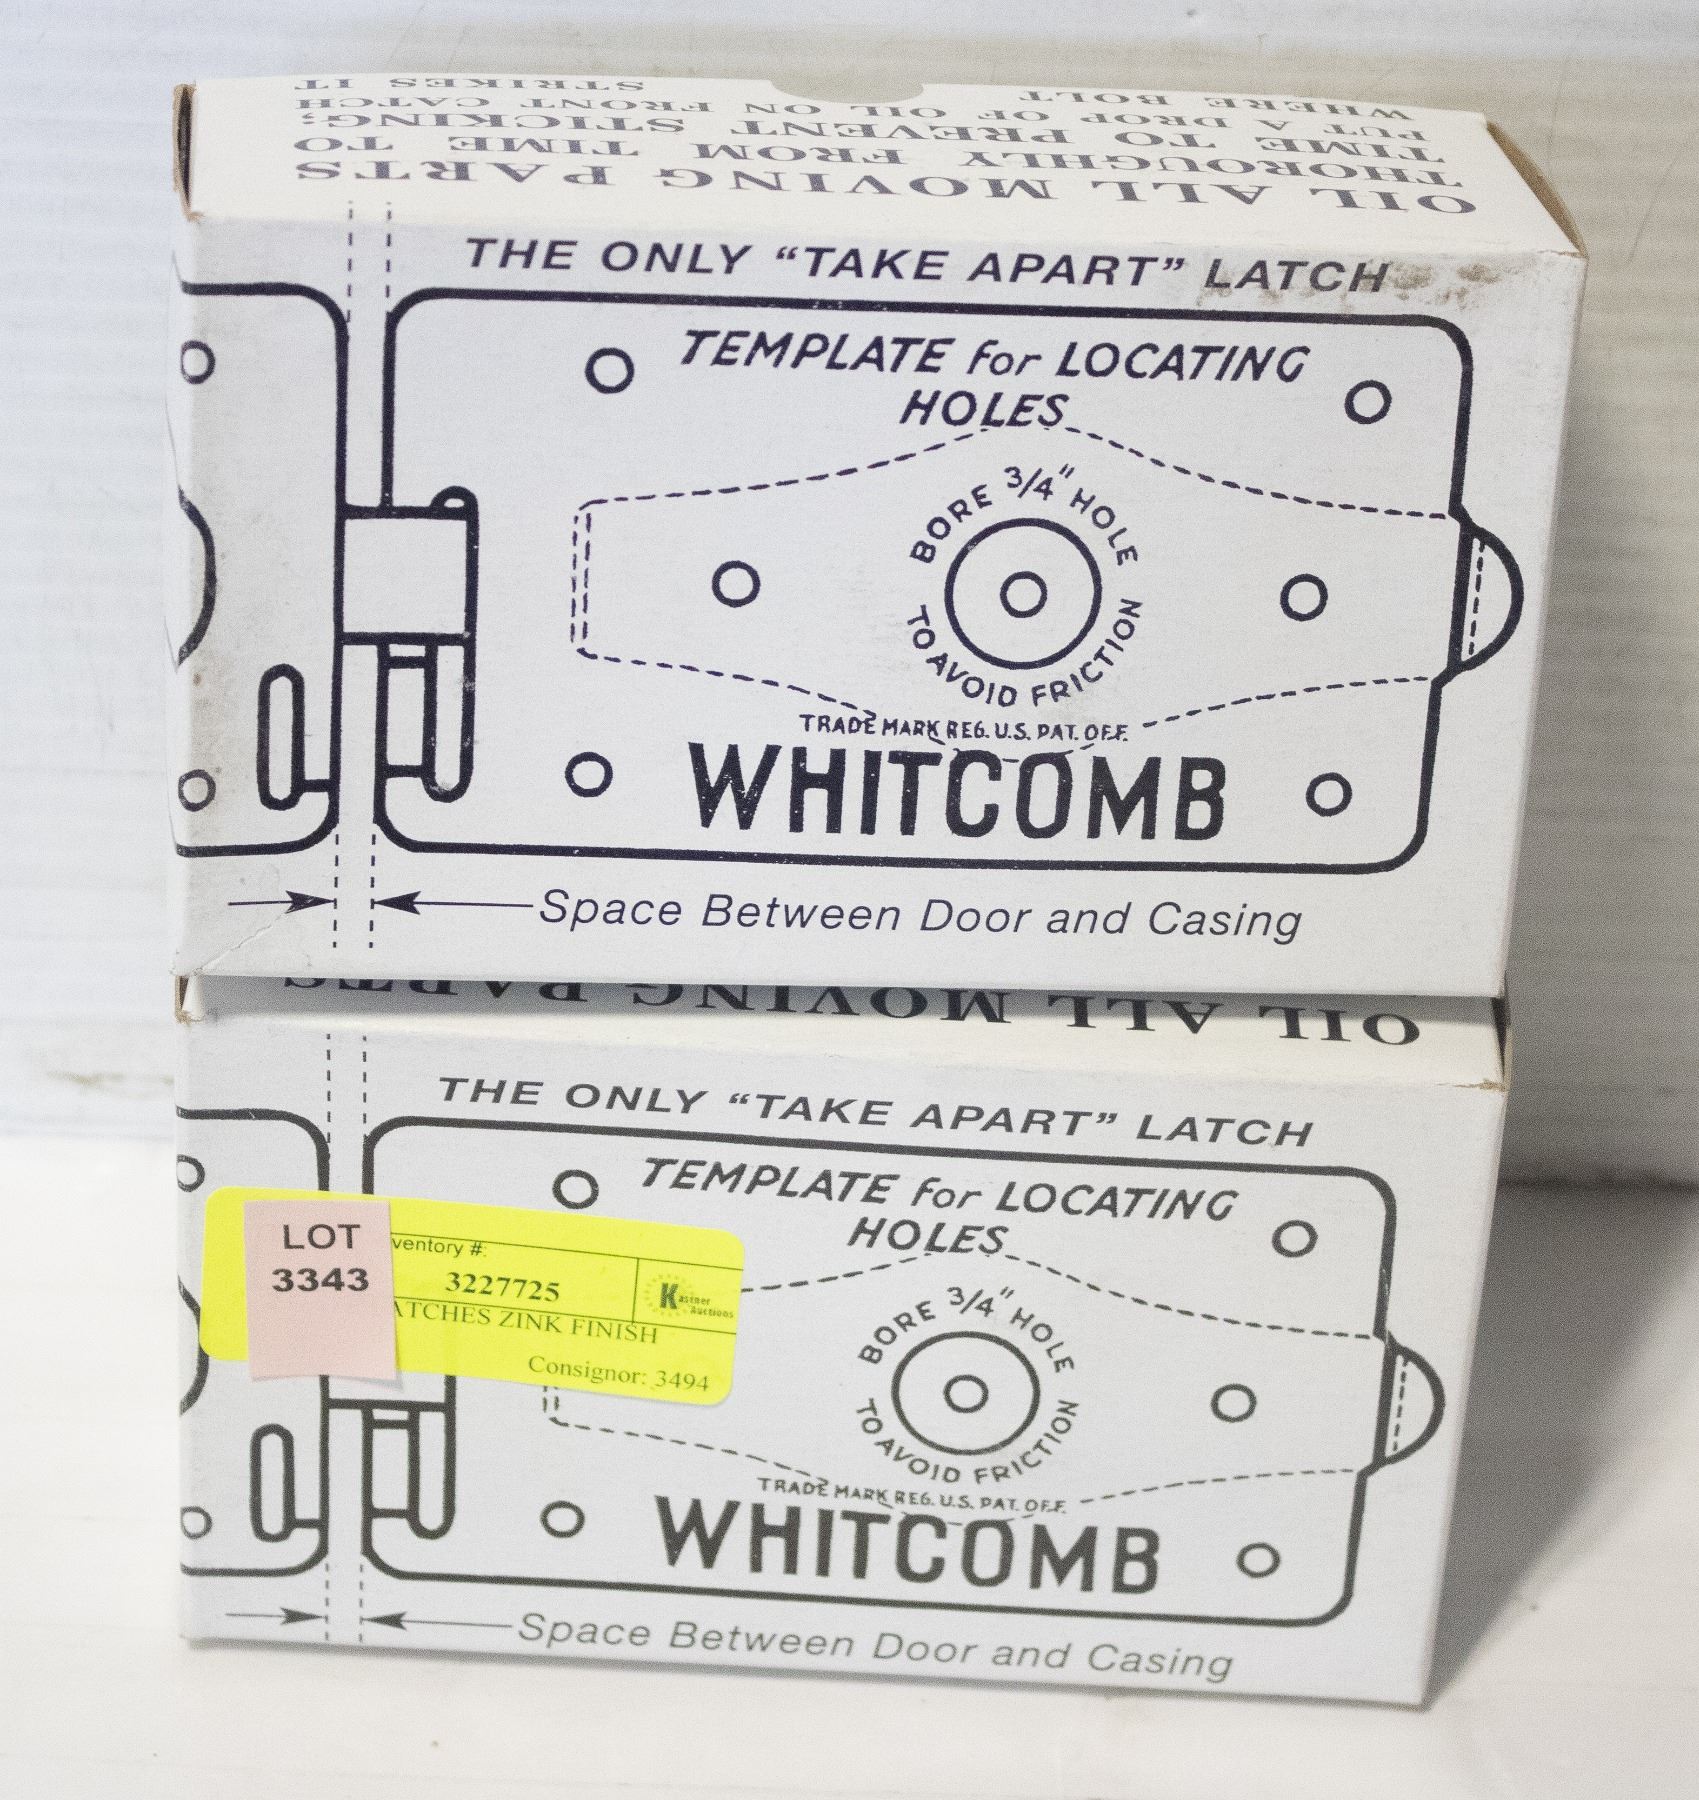 OIL ALL MOVING PARTS
THOROUGHLY FROM TIME TO
TIME TO PREVENT STICKING;
PUT A DROP OF OIL ON FRONT CATCH
WHERE BOLT STRIKES IT
THE ONLY “TAKE APART” LATCH
TEMPLATE for LOCATING
HOLES
BORE 3/4" HOLE
TO AVOID FRICTION
TRADE MARK REG. U.S. PAT. OFF.
WHITCOMB
Space Between Door and Casing
OIL ALL MOVING PARTS
THE ONLY “TAKE APART” LATCH
TEMPLATE for LOCATING
HOLES
LOT
3343
ventory #:
3227725
Kastner
Auctions
ATCHES ZINK FINISH
Consignor: 3494
BORE 3/4" HOLE
TO AVOID FRICTION
TRADE MARK REG. U.S. PAT. OFF.
WHITCOMB
Space Between Door and Casing